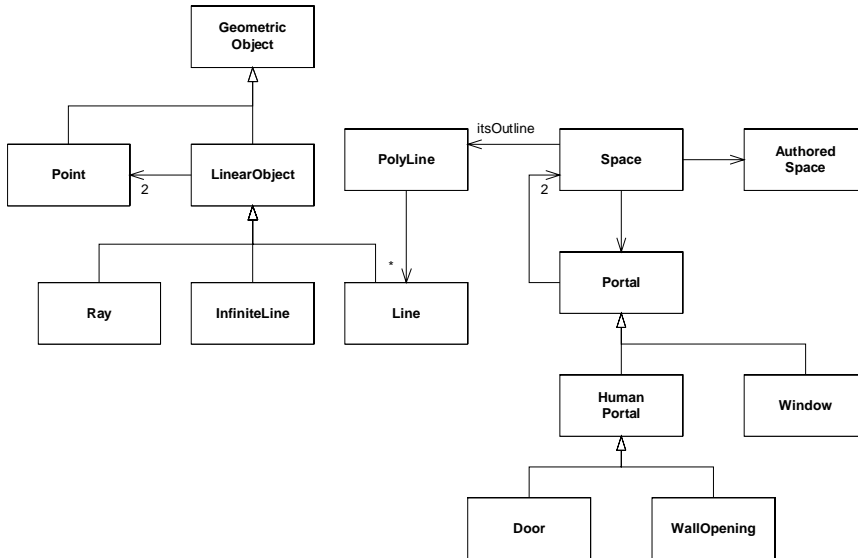 Geometric
Object
itsOutline
Point
2
LinearObject
PolyLine
Space
2
Authored
Space
*
Ray
InfiniteLine
Line
Portal
Human
Portal
Window
Door
WallOpening